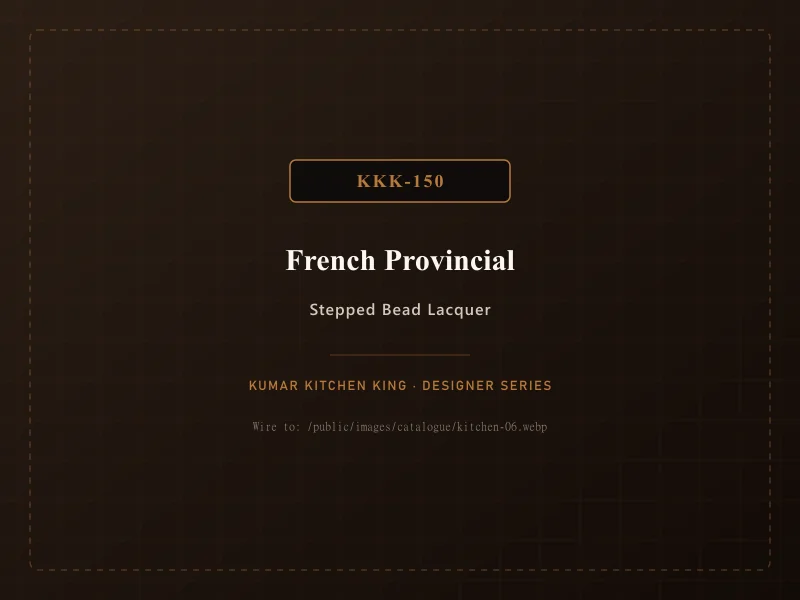 KKK-150
French Provincial
Stepped Bead Lacquer
KUMAR KITCHEN KING · DESIGNER SERIES
Wire to: /public/images/catalogue/kitchen-06.webp